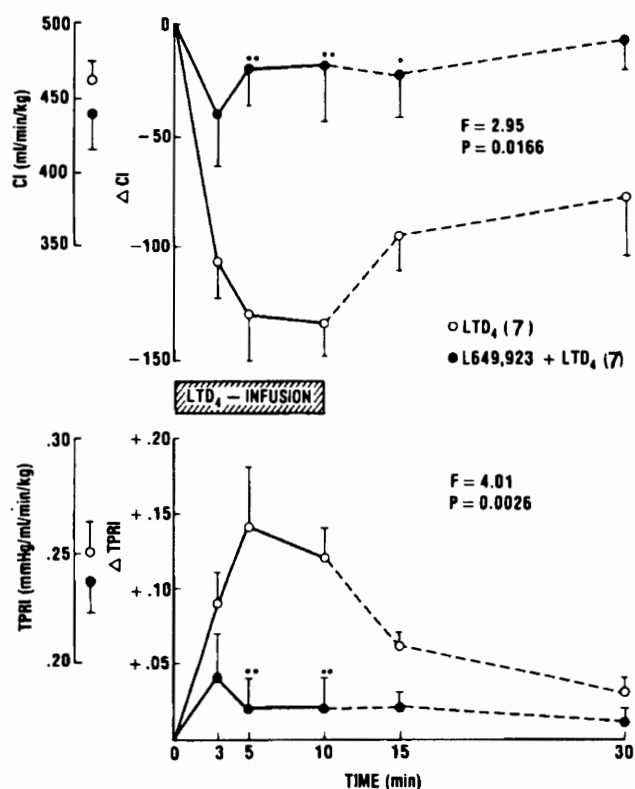 500
450
400
350
CI (ml/min/kg)
0
-50
-100
-150
Δ CI
F = 2.95
P = 0.0166
LTD₄ (7)
L649,923 + LTD₄ (7)
LTD₄ – INFUSION
.30
.25
.20
TPRI (mmHg/ml/min/kg)
+ .20
+ .15
+ .10
+ .05
Δ TPRI
F = 4.01
P = 0.0026
0 3 5 10 15 30
TIME (min)